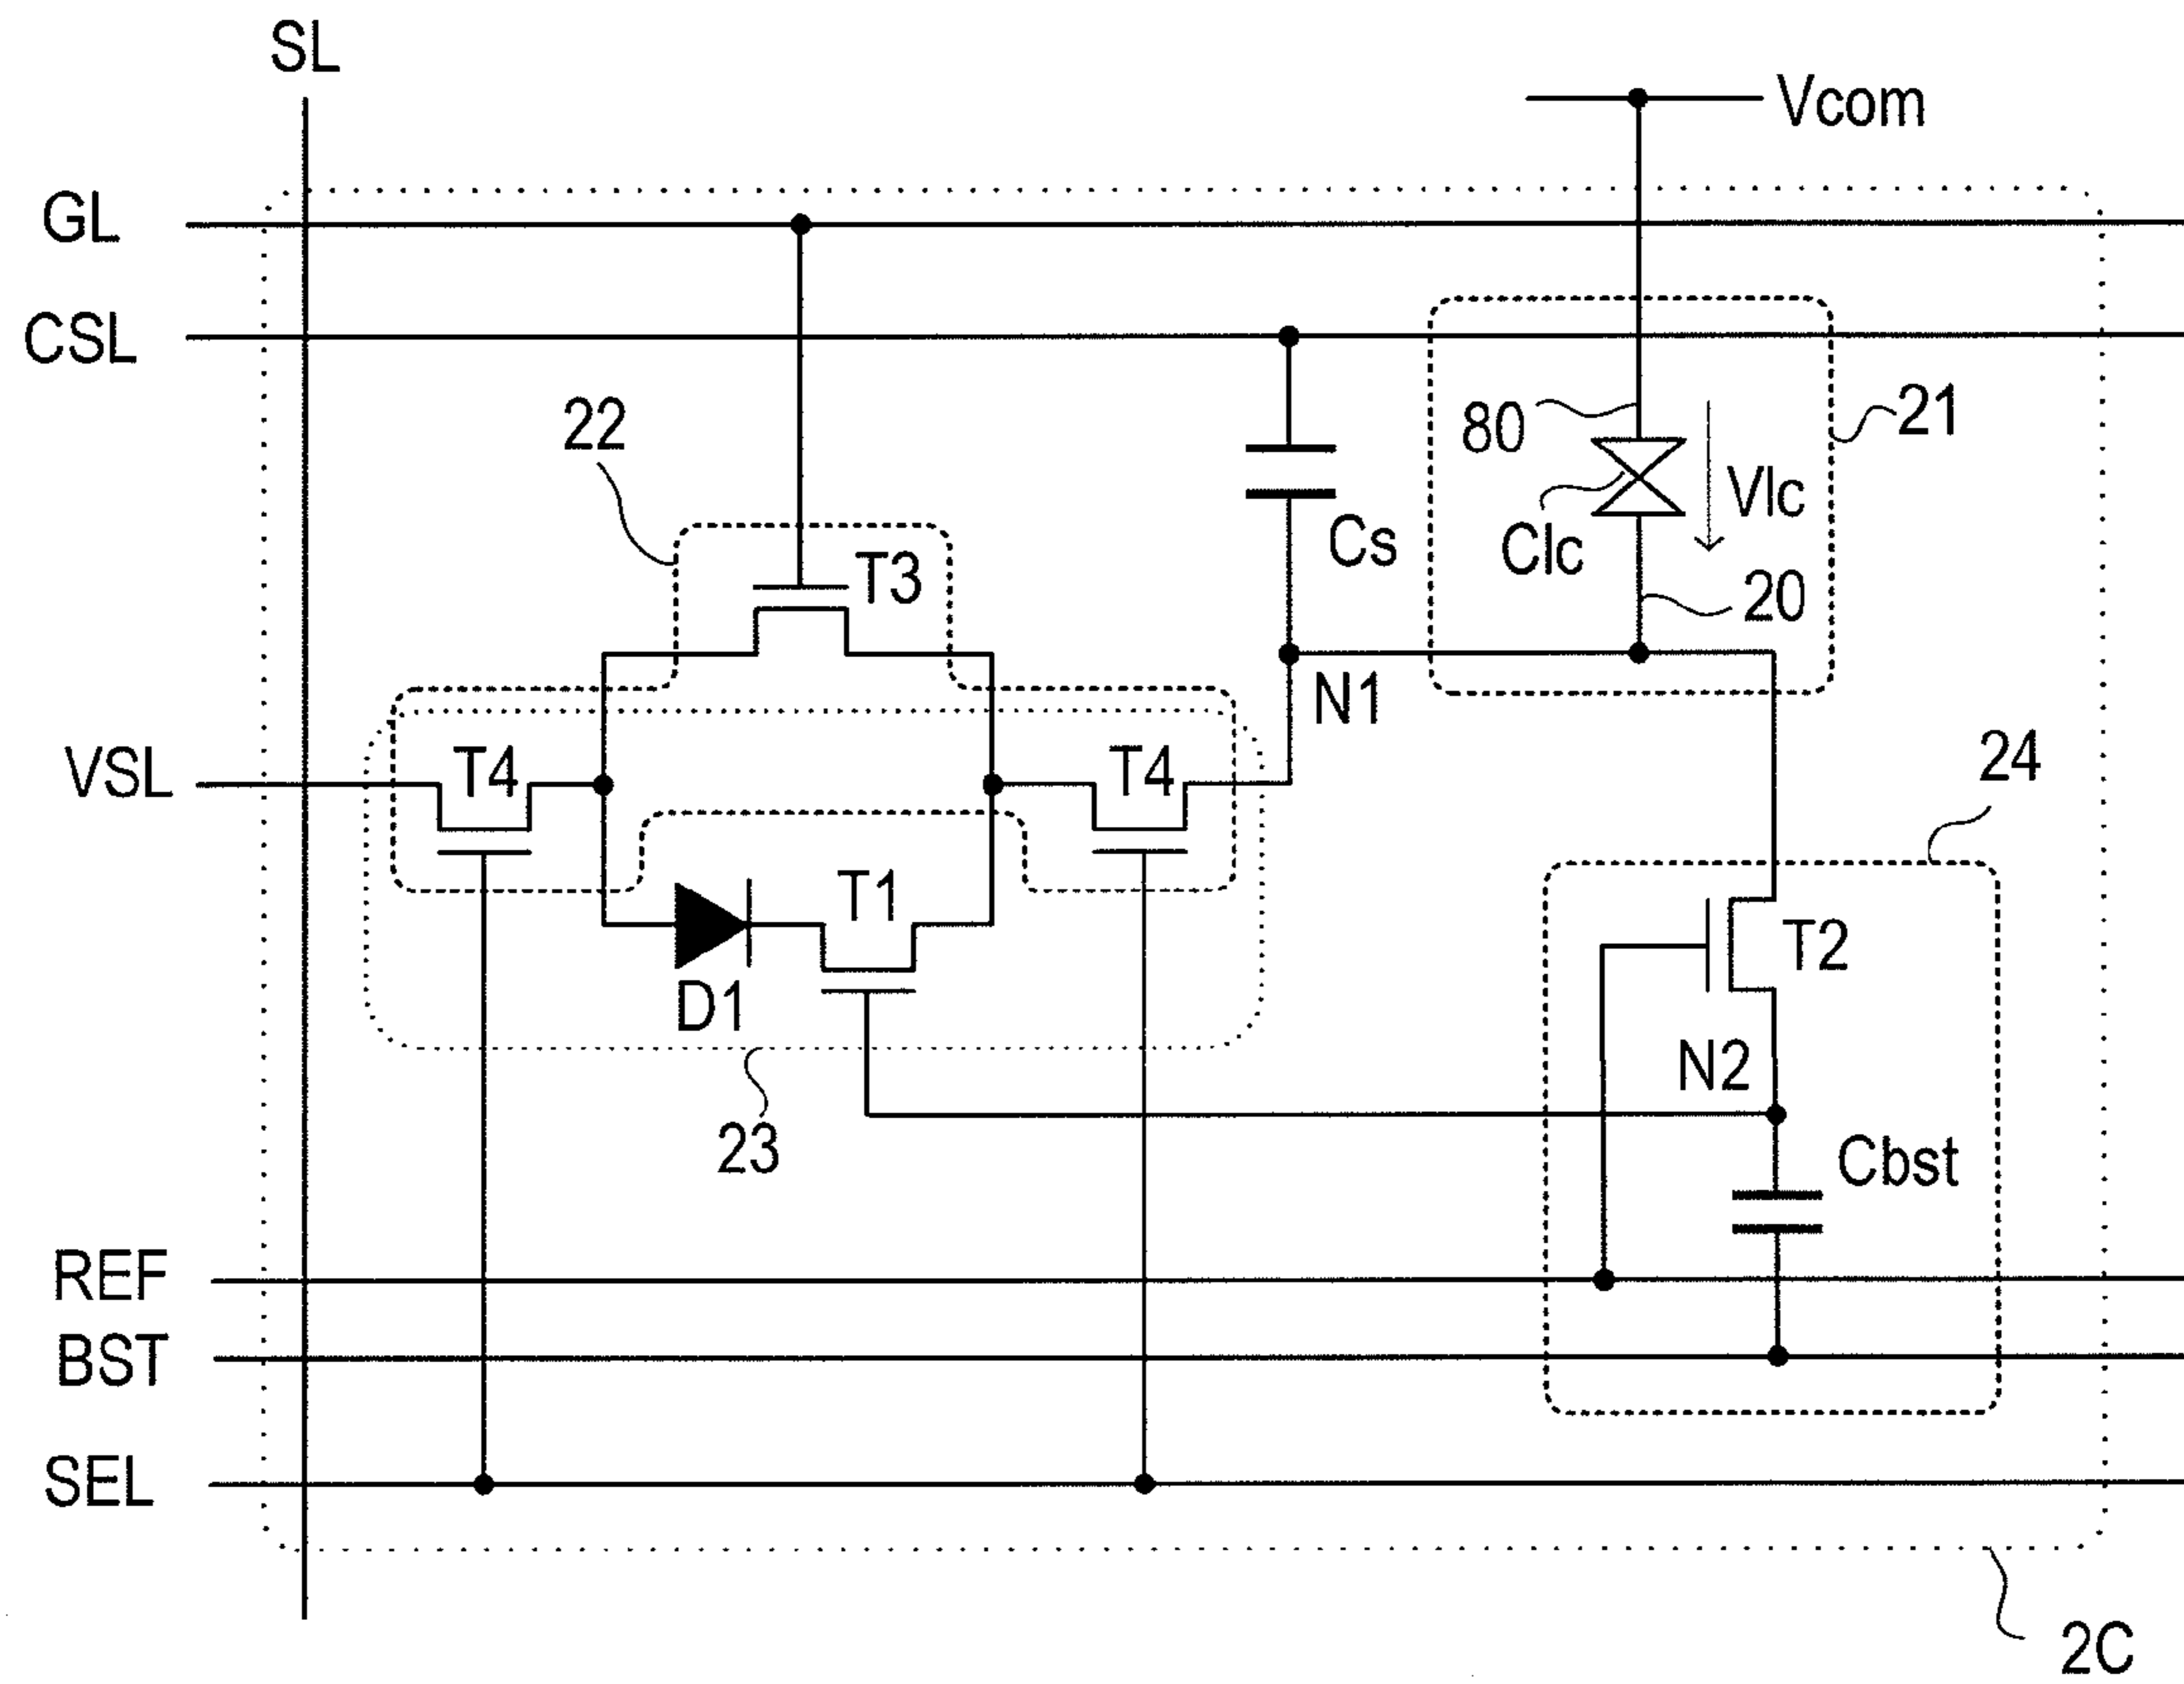 SL
Vcom
GL
CSL
22
80
21
Vlc
Clc
Cs
T3
20
N1
VSL
T4
T4
24
T1
T2
D1
N2
23
Cbst
REF
BST
SEL
2C